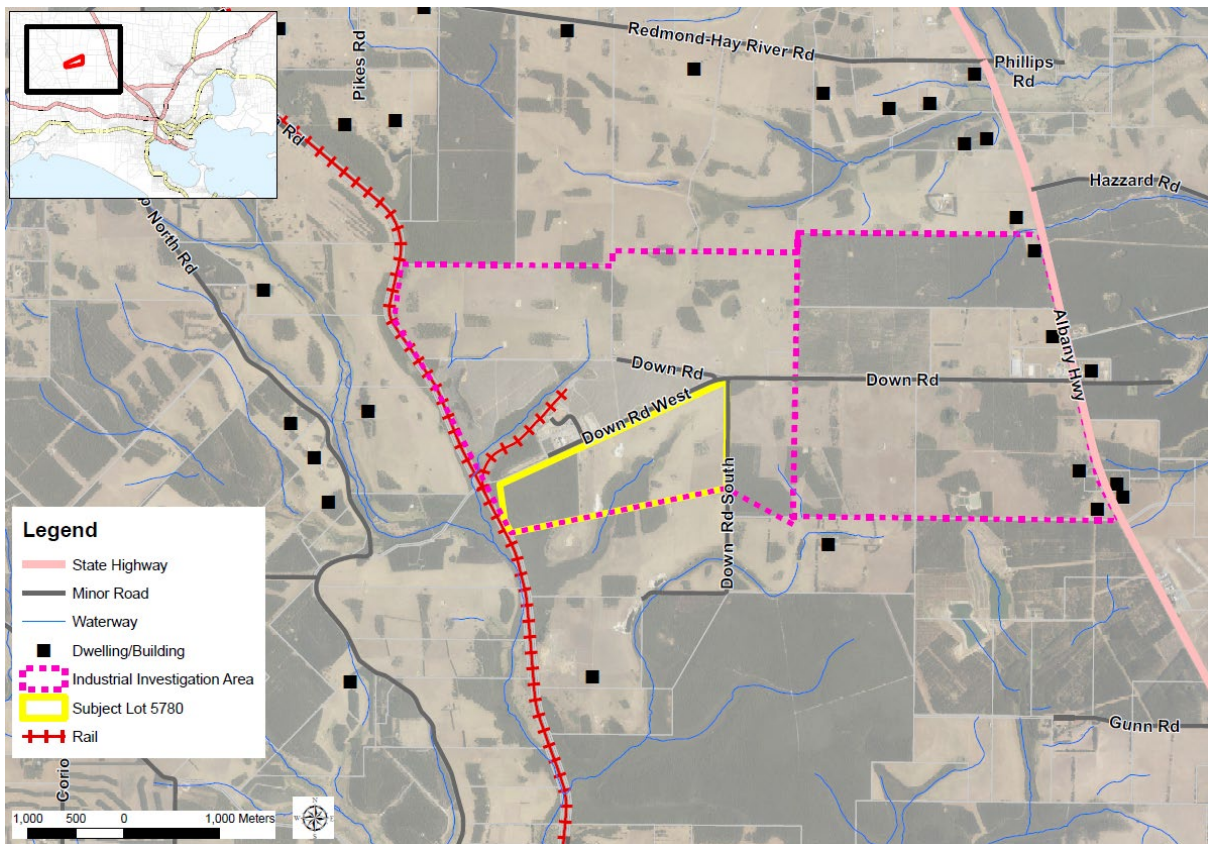 Redmond-Hay River Rd
Phillips
Rd
Pikes Rd
Rd
Hazzard Rd
North Rd
Albany Hwy
Down Rd
Down Rd
Down Rd West
Down Rd South
Gunn Rd
Corio
Legend
State Highway
Minor Road
Waterway
Dwelling/Building
Industrial Investigation Area
Subject Lot 5780
Rail
1,000 500 0 1,000 Meters
N
W E
S